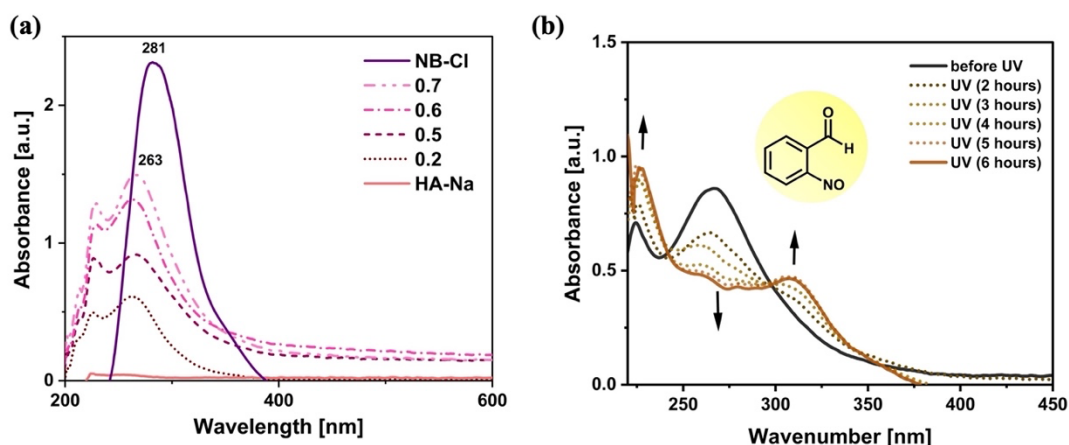 (a)
281
263
NB-Cl
0.7
0.6
0.5
0.2
HA-Na
2
1
0
200
300
400
500
600
Absorbance [a.u.]
Wavelength [nm]
(b)
before UV
UV (2 hours)
UV (3 hours)
UV (4 hours)
UV (5 hours)
UV (6 hours)
O
H
NO
1.5
1.0
0.5
0.0
250
300
350
400
450
Absorbance [a.u.]
Wavenumber [nm]